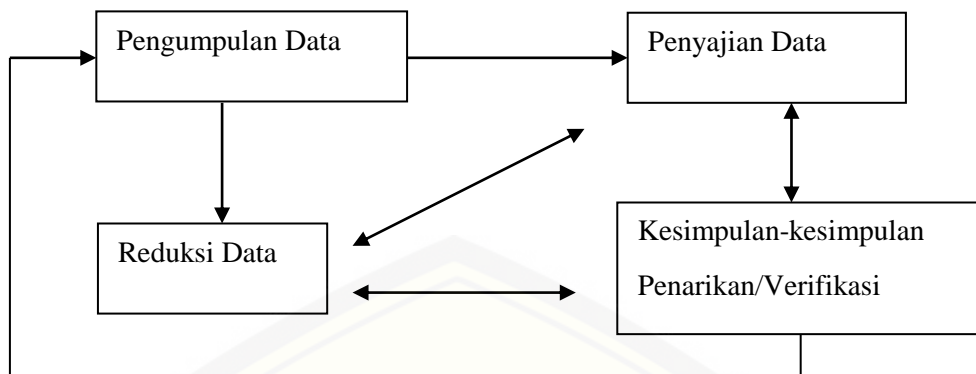 Pengumpulan Data
Penyajian Data
Reduksi Data
Kesimpulan-kesimpulan
Penarikan/Verifikasi